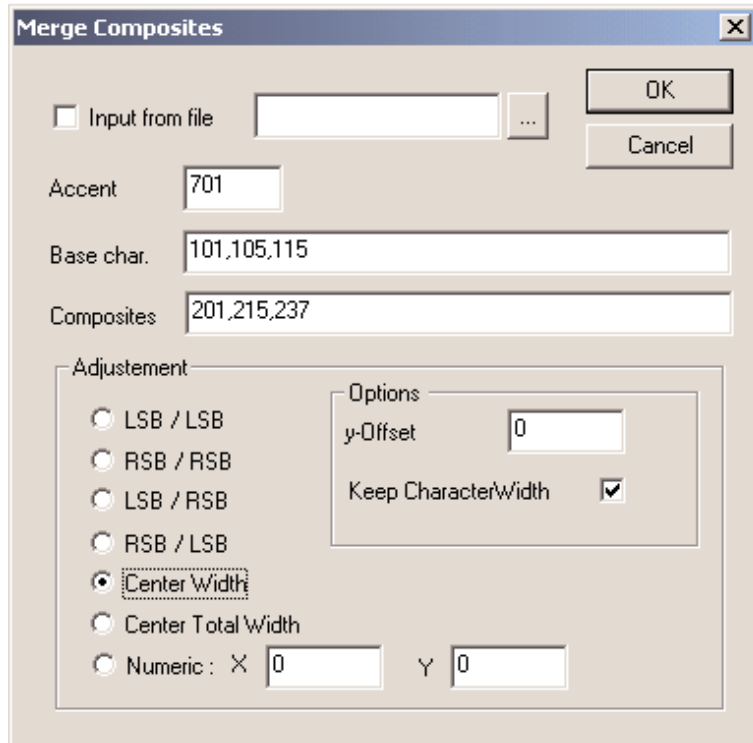 Merge Composites
Input from file ...
OK
Cancel
Accent 701
Base char. 101,105,115
Composites 201,215,237
Adjustement
LSB / LSB
RSB / RSB
LSB / RSB
RSB / LSB
Center Width
Center Total Width
Numeric : X 0 Y 0
Options
y-Offset 0
Keep CharacterWidth